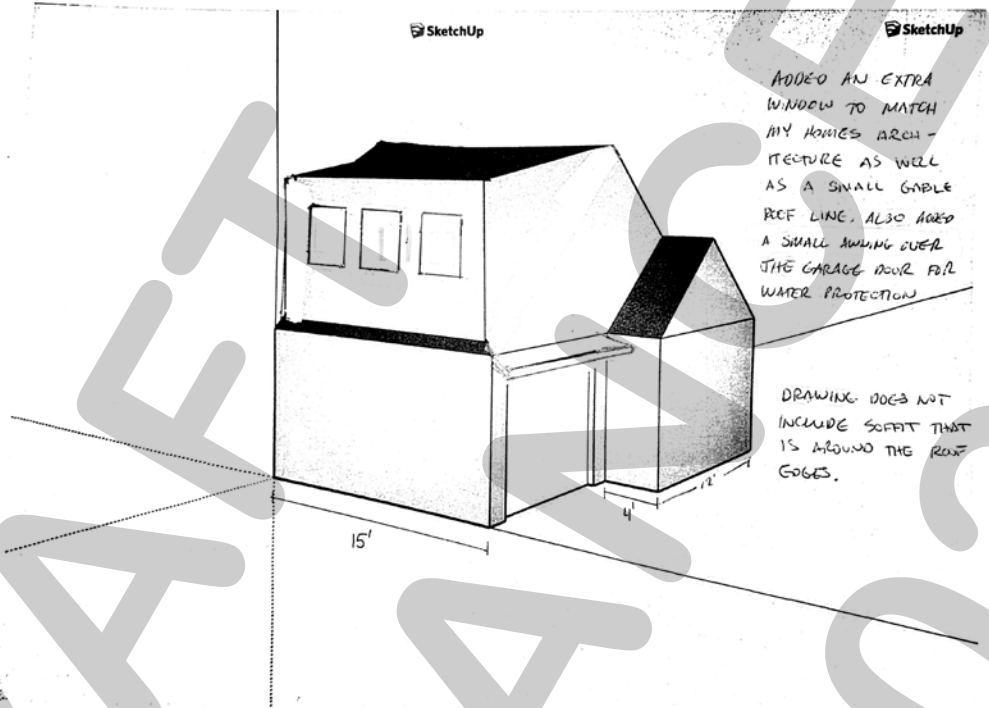 SketchUp
SketchUp
ADDED AN EXTRA
WINDOW TO MATCH
MY HOMES ARCH -
ITECTURE AS WELL
AS A SMALL GABLE
ROOF LINE. ALSO ADDED
A SMALL AWNING OVER
THE GARAGE DOOR FOR
WATER PROTECTION
DRAWING DOES NOT
INCLUDE SOFFIT THAT
IS AROUND THE ROOF
EDGES.
12'
4'
15'